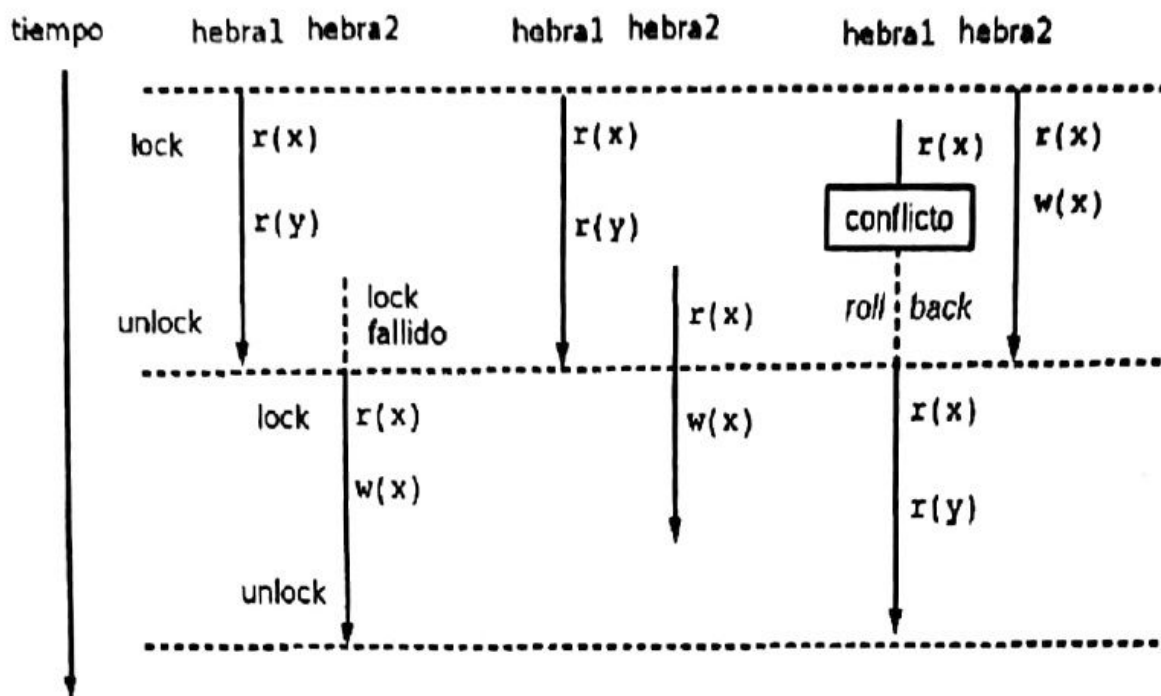 tiempo hebra1 hebra2 hebra1 hebra2 hebra1 hebra2
lock r(x) r(x) r(x) r(x)
w(x)
r(y) r(y) conflicto
lock
fallido
unlock r(x) roll back
lock r(x) w(x) r(x)
w(x) r(y)
unlock